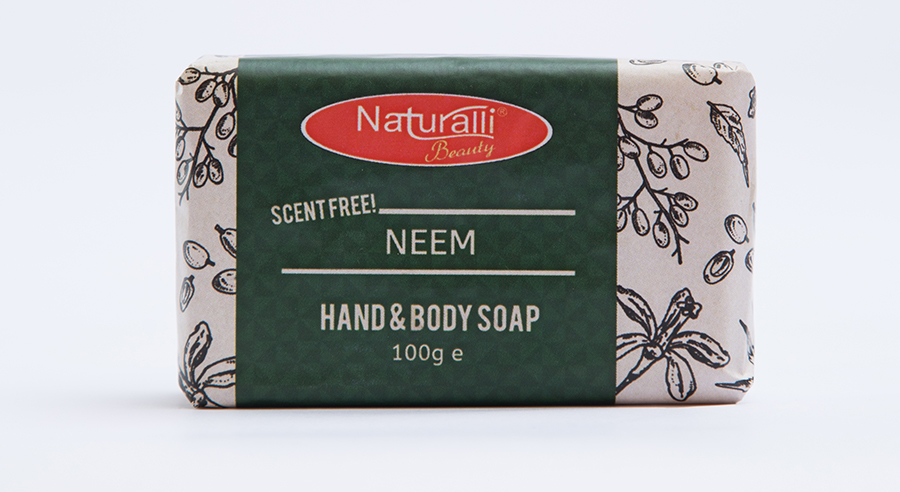 Naturalli®
Beauty
SCENT FREE!
NEEM
HAND & BODY SOAP
100g e